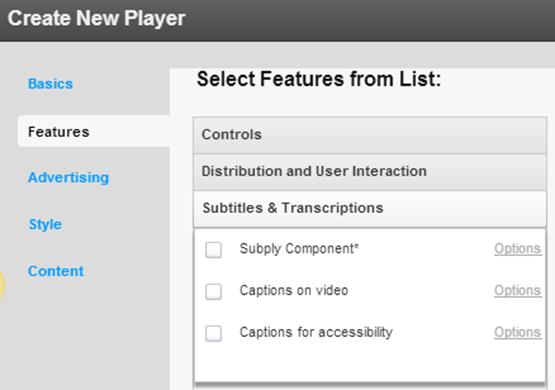 Create New Player
Basics
Features
Advertising
Style
Content
Select Features from List:
Controls
Distribution and User Interaction
Subtitles & Transcriptions
Subply Component* Options
Captions on video Options
Captions for accessibility Options